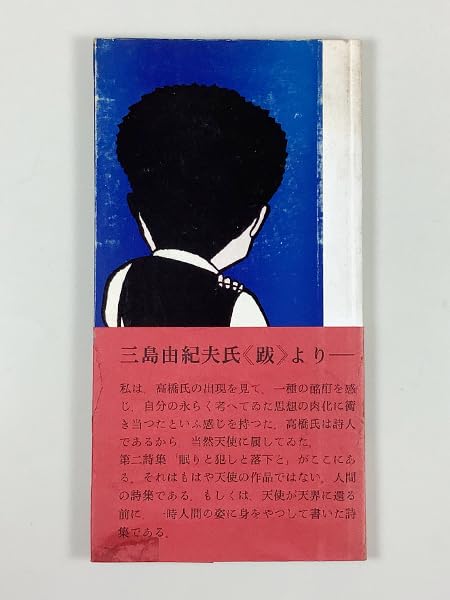 三島由紀夫氏《跋》より―
私は、高橋氏の出現を見て、一種の酩酊を感
じ、自分の永らく考へてゐた思想の肉化に衝
き当つたといふ感じを持つた。高橋氏は詩人
であるから 当然天使に属してゐた。
第二詩集「眠りと犯しと落下と」がここにあ
る。それはもはや天使の作品ではない。人間
の詩集である。もしくは、天使が天界に還る
前に、一時人間の姿に身をやつして書いた詩
集である。